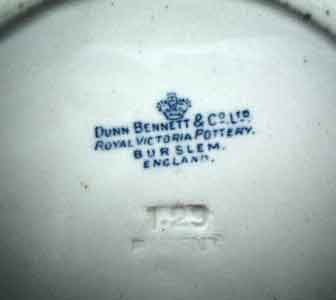 DUNN BENNETT & Co. LTD
ROYAL VICTORIA POTTERY.
BURSLEM.
ENGLAND.